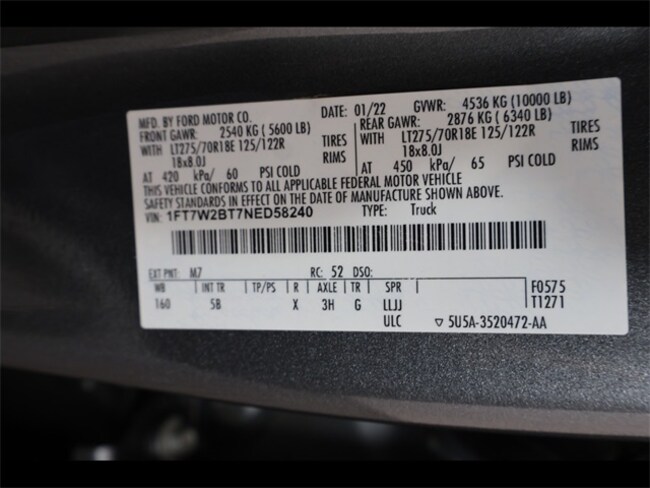 MFD. BY FORD MOTOR CO. DATE: 01/22 GVWR: 4536 KG (10000 LB)
FRONT GAWR: 2540 KG ( 5600 LB) REAR GAWR: 2876 KG ( 6340 LB)
WITH LT275/70R18E 125/122R TIRES WITH LT275/70R18E 125/122R TIRES
18x8.0J RIMS 18x8.0J RIMS
AT 420 kPa/ 60 PSI COLD AT 450 kPa/ 65 PSI COLD
THIS VEHICLE CONFORMS TO ALL APPLICABLE FEDERAL MOTOR VEHICLE
SAFETY STANDARDS IN EFFECT ON THE DATE OF MANUFACTURE SHOWN ABOVE.
VIN: 1FT7W2BT7NED58240 TYPE: Truck
EXT PNT: M7 RC: 52 DSO:
WB | INT TR | TP/PS | R | AXLE | TR | SPR F0575
160 5B X 3H G LLJJ T1271
ULC ▽ 5U5A-3520472-AA